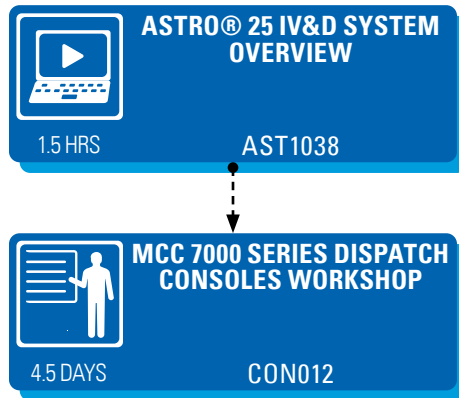 ASTRO® 25 IV&D SYSTEM
OVERVIEW
1.5 HRS
AST1038
MCC 7000 SERIES DISPATCH
CONSOLES WORKSHOP
4.5 DAYS
CON012